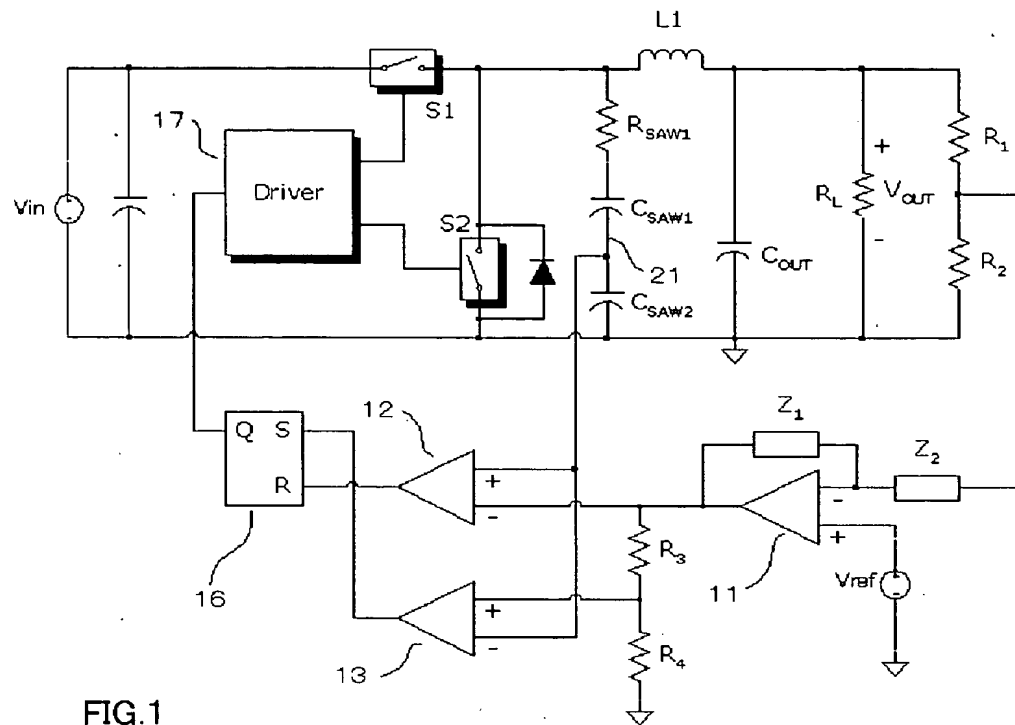 L1
S1
17
RSAW1
R1
Driver
+
Vin
RL
VOUT
CSAW1
S2
-
21
COUT
R2
CSAW2
Z1
12
Q
S
Z2
+
-
R
-
+
R3
16
11
Vref
+
-
R4
13
FIG.1